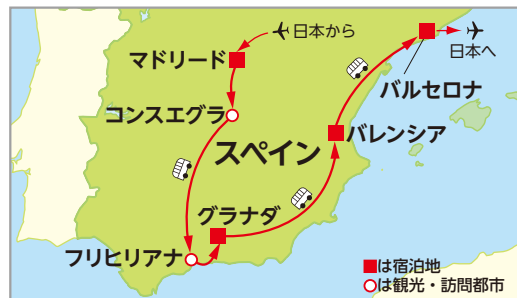 日本から
マドリード
日本へ
バルセロナ
コンスエグラ
スペイン
バレンシア
グラナダ
フリヒリアナ
■は宿泊地
○は観光・訪問都市